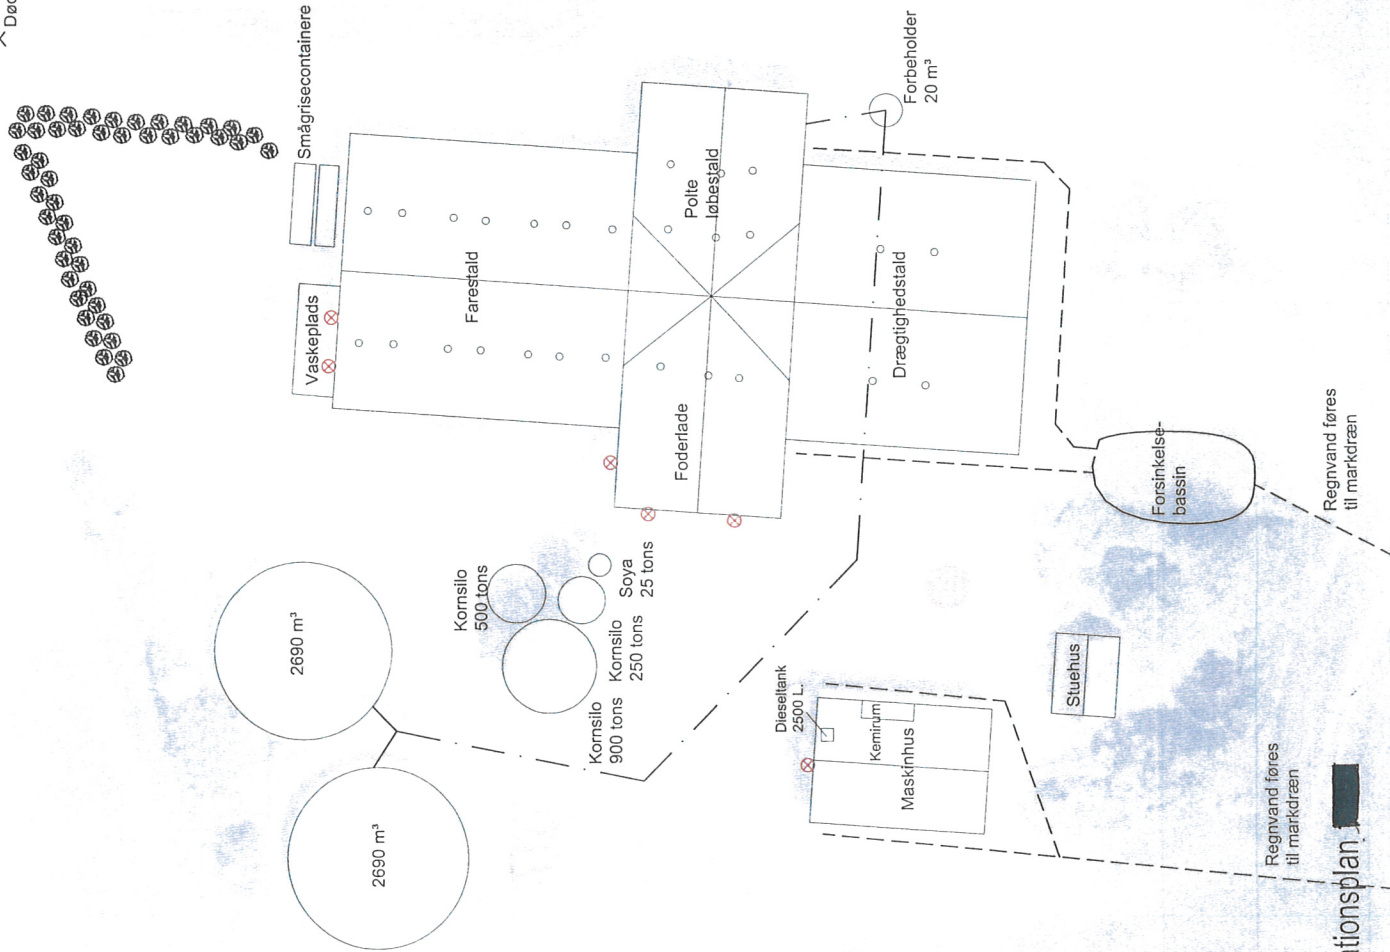 Smågrisecontainere
Vaskeplads
Farestald
Polte
løbestald
Forbeholder
20 m³
Foderlade
Drægtighedstald
2690 m³
2690 m³
Kornsilo
500 tons
Soya
25 tons
Kornsilo
250 tons
Kornsilo
900 tons
Dieseltank
2500 L.
Kemirum
Maskinhus
Stuehus
Forsinkelse-
bassin
Regnvand føres
til markdræn
Regnvand føres
til markdræn